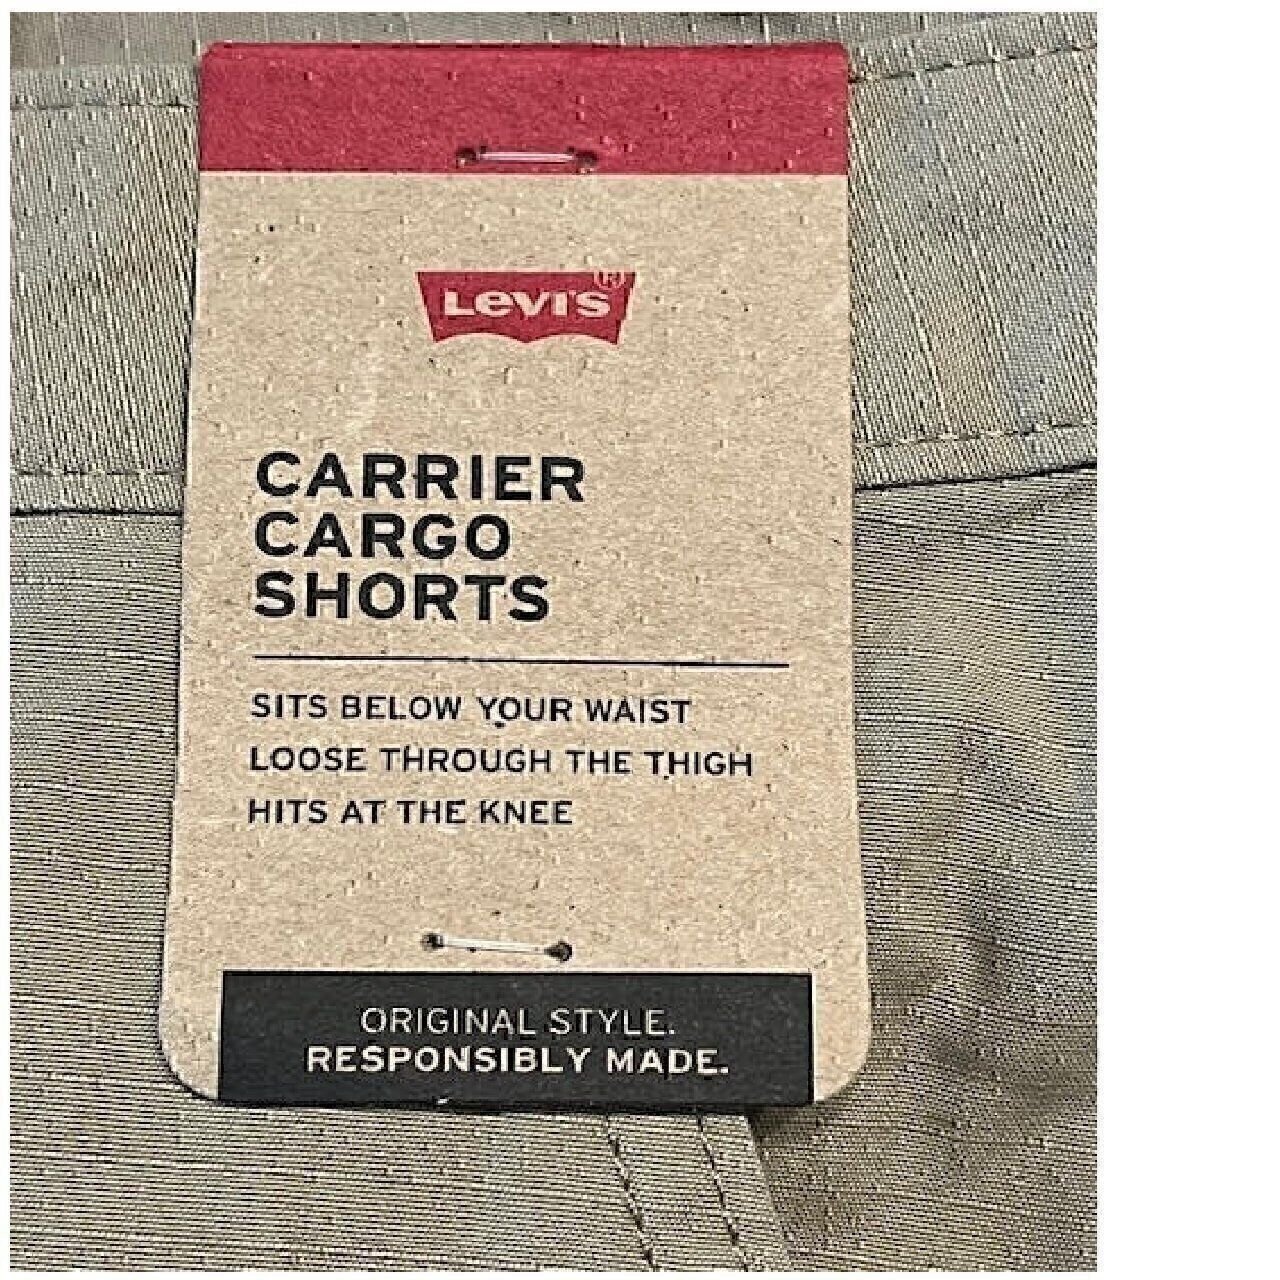 Levi's®
CARRIER
CARGO
SHORTS
SITS BELOW YOUR WAIST
LOOSE THROUGH THE THIGH
HITS AT THE KNEE
ORIGINAL STYLE.
RESPONSIBLY MADE.